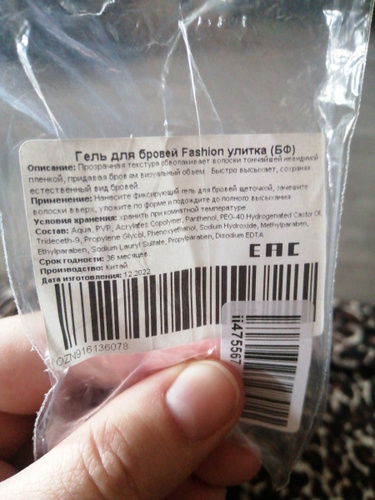 Гель для бровей Fashion улитка (БФ)
Описание: Прозрачная текстура обволакивает волоски тончайшей невидимой
пленкой, придавая бровям визуальный объем. Быстро высыхает, сохраняя
естественный вид бровей.
Применение: Нанесите фиксирующий гель для бровей щеточкой, зачешите
волоски вверх, уложите по форме и подождите до полного высыхания.
Условия хранения: хранить при комнатной температуре.
Состав: Aqua, PVP, Acrylates Copolymer, Panthenol, PEG-40 Hydrogenated Castor Oil,
Trideceth-9, Propylene Glycol, Phenoxyethanol, Sodium Hydroxide, Methylparaben,
Ethylparaben, Sodium Lauryl Sulfate, Propylparaben, Disodium EDTA.
Срок годности: 36 месяцев.
Производство: Китай
Дата изготовления: 12.2022
EAC
OZN916136078
ii475567